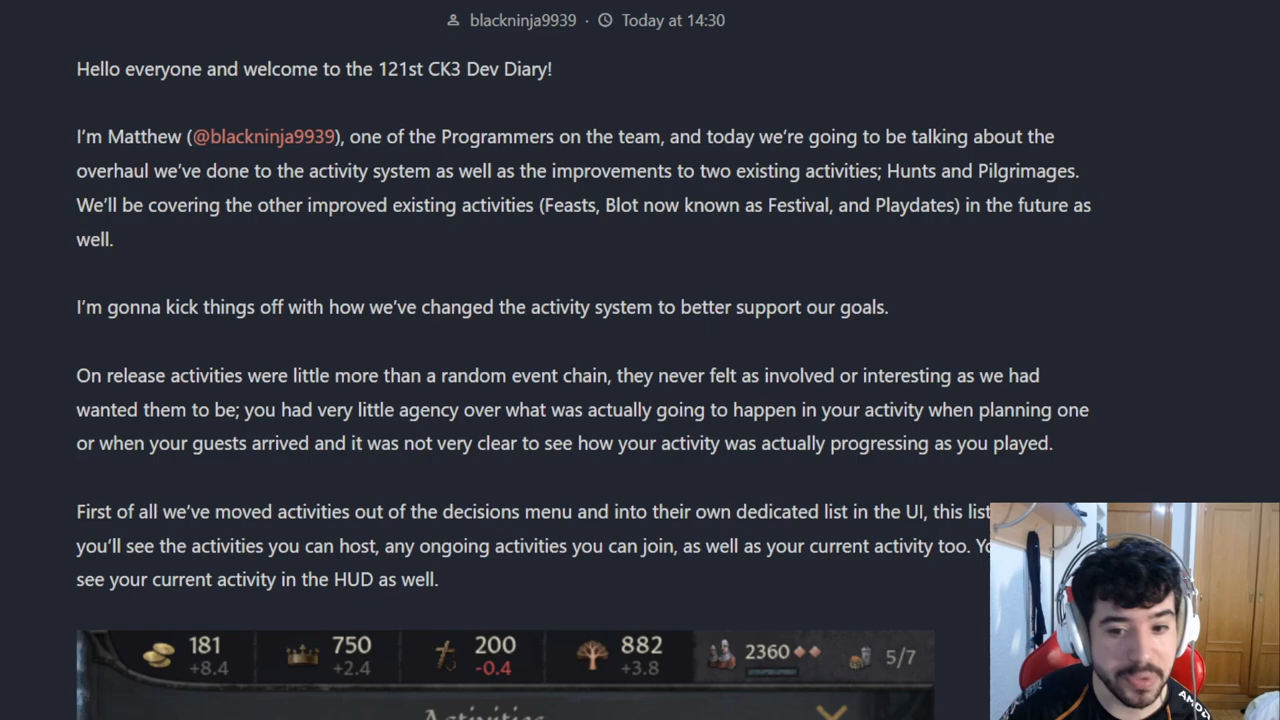 blackninja9939 · Today at 14:30
Hello everyone and welcome to the 121st CK3 Dev Diary!
I'm Matthew (@blackninja9939), one of the Programmers on the team, and today we're going to be talking about the
overhaul we've done to the activity system as well as the improvements to two existing activities; Hunts and Pilgrimages.
We'll be covering the other improved existing activities (Feasts, Blot now known as Festival, and Playdates) in the future as
well.
I'm gonna kick things off with how we've changed the activity system to better support our goals.
On release activities were little more than a random event chain, they never felt as involved or interesting as we had
wanted them to be; you had very little agency over what was actually going to happen in your activity when planning one
or when your guests arrived and it was not very clear to see how your activity was actually progressing as you played.
First of all we've moved activities out of the decisions menu and into their own dedicated list in the UI, this list
you'll see the activities you can host, any ongoing activities you can join, as well as your current activity too.
see your current activity in the HUD as well.
181 750 200 882 2360 5/7
+8.4 +2.4 -0.4 +3.8
Activities